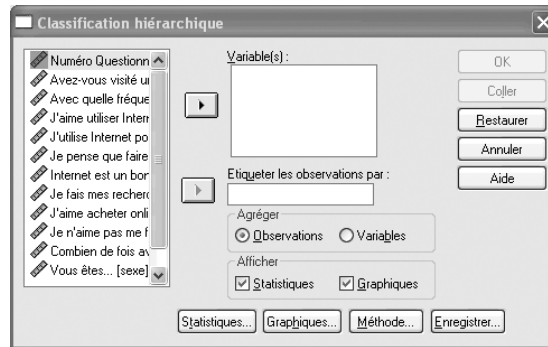 Classification hiérarchique
Numéro Questionn
Avez-vous visité u
Avec quelle fréque
J'aime utiliser Intern
J'utilise Internet po
Je pense que faire
Internet est un bor
Je fais mes recherc
J'aime acheter onli
Je n'aime pas me f
Combien de fois av
Vous êtes... [sexe]
Variable(s) :
Etiqueter les observations par :
Agréger
Observations Variables
Afficher
Statistiques Graphiques
OK
Coller
Restaurer
Annuler
Aide
Statistiques... Graphiques... Méthode... Enregistrer...